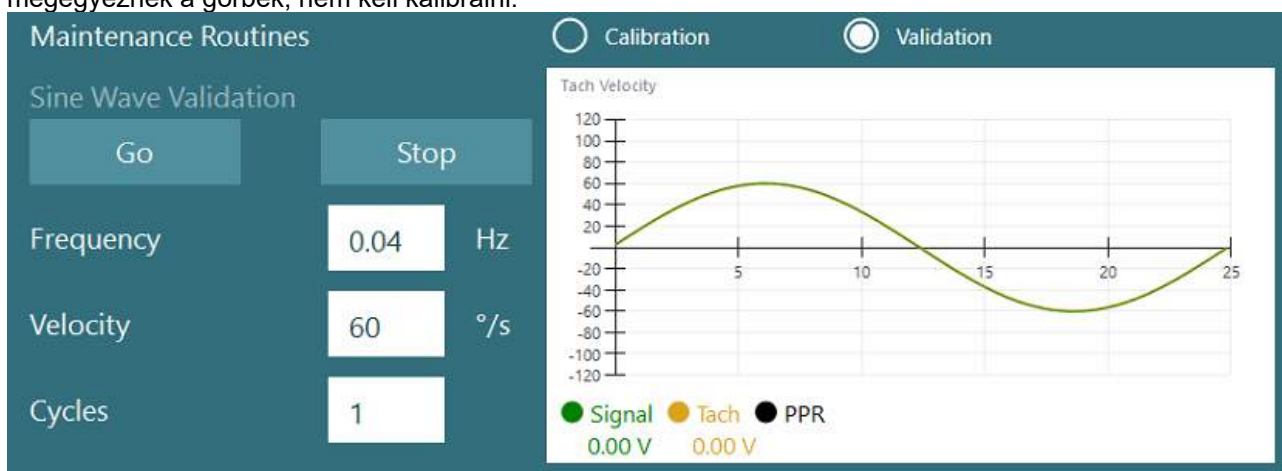 megegyeznek a görbék, nem kell kalibrálni.
Maintenance Routines
Calibration
Validation
Sine Wave Validation
Go
Stop
Frequency
0.04
Hz
Velocity
60
°/s
Cycles
1
Tach Velocity
120
100
80
60
40
20
-20
-40
-60
-80
-100
-120
5
10
15
20
25
Signal
Tach
PPR
0.00 V
0.00 V